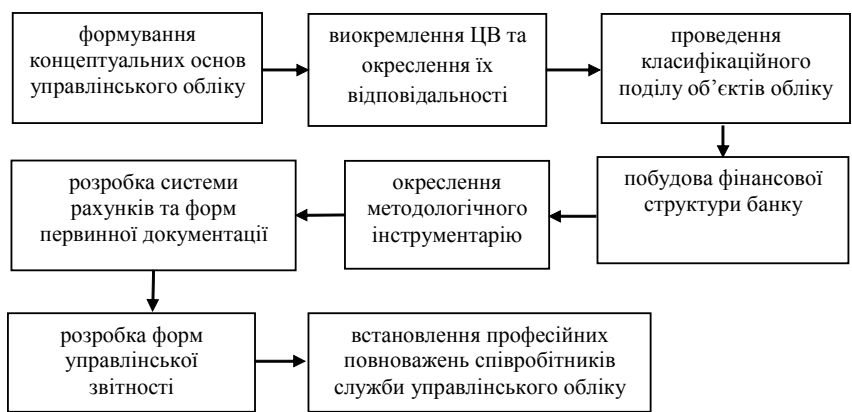 формування
концептуальних основ
управлінського обліку
виокремлення ЦВ та
окреслення їх
відповідальності
проведення
класифікаційного
поділу об’єктів обліку
побудова фінансової
структури банку
окреслення
методологічного
інструментарію
розробка системи
рахунків та форм
первинної документації
розробка форм
управлінської
звітності
встановлення професійних
повноважень співробітників
служби управлінського обліку